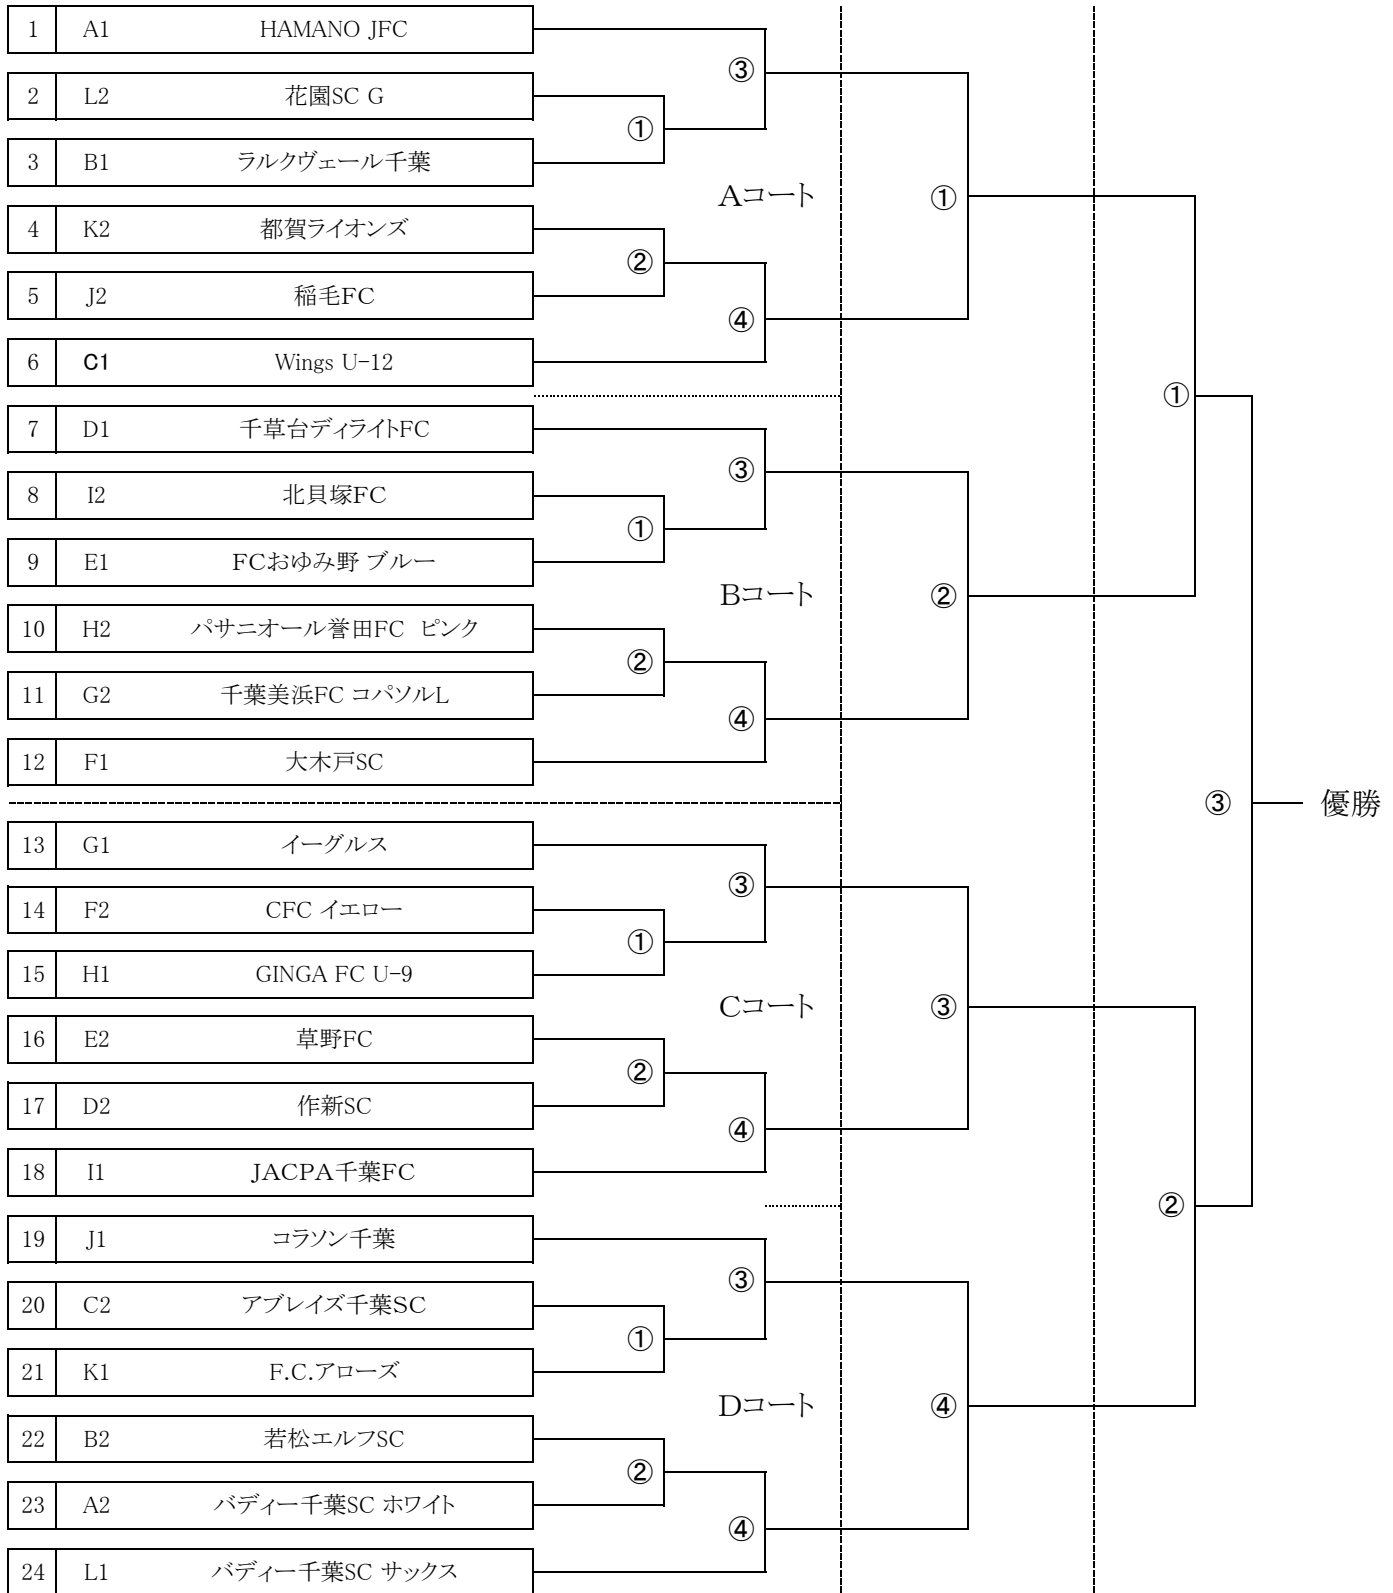 1 A1 HAMANO JFC
③
2 L2 花園SC G
①
3 B1 ラルクヴェール千葉
Aコート ①
4 K2 都賀ライオンズ
②
5 J2 稲毛FC
④
6 C1 Wings U-12
①
7 D1 千草台ディライトFC
③
8 I2 北貝塚FC
①
9 E1 FCおゆみ野 ブルー
Bコート ②
10 H2 パサニオール誉田FC ピンク
②
11 G2 千葉美浜FC コパソルL
④
12 F1 大木戸SC
③ 優勝
13 G1 イーグルス
③
14 F2 CFC イエロー
①
15 H1 GINGA FC U-9
Cコート ③
16 E2 草野FC
②
17 D2 作新SC
④
18 I1 JACPA千葉FC
②
19 J1 コラソン千葉
③
20 C2 アブレイズ千葉SC
①
21 K1 F.C.アローズ
Dコート ④
22 B2 若松エルフSC
②
23 A2 バディー千葉SC ホワイト
④
24 L1 バディー千葉SC サックス